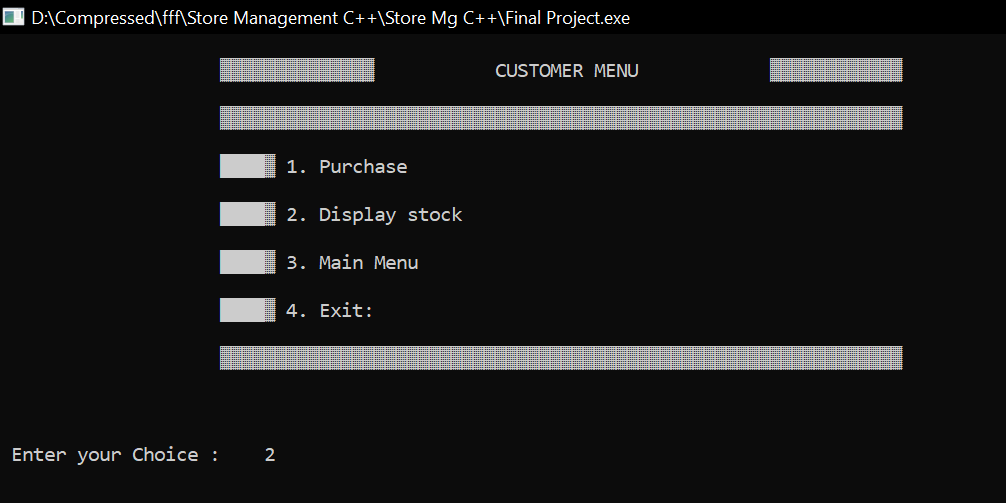 D:\Compressed\fff\Store Management C++\Store Mg C++\Final Project.exe
CUSTOMER MENU
1. Purchase
2. Display stock
3. Main Menu
4. Exit:
Enter your Choice : 2